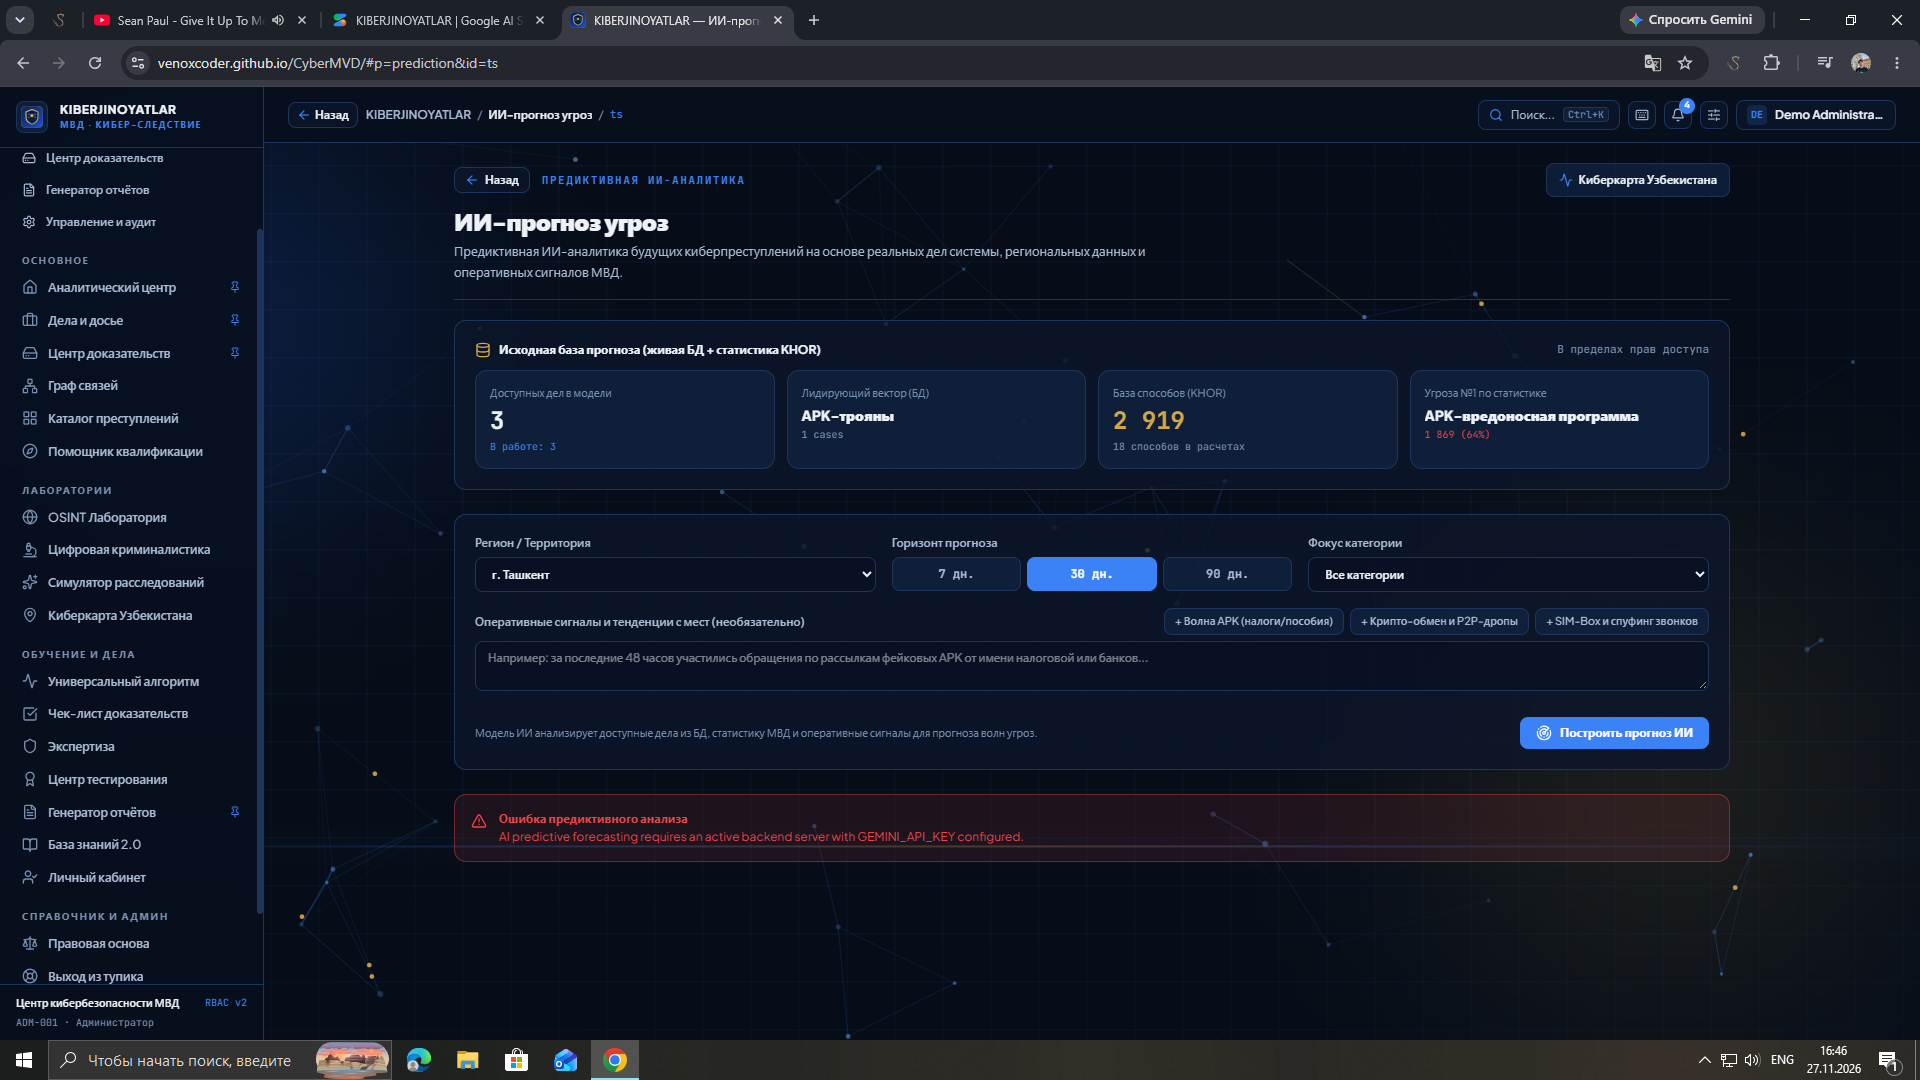 Sean Paul - Give It Up To Me
KIBERJINOYATLAR | Google AI S
KIBERJINOYATLAR — ИИ-прогн
Спросить Gemini
venoxcoder.github.io/CyberMVD/#p=prediction&id=ts
KIBERJINOYATLAR
МВД · КИБЕР-СЛЕДСТВИЕ
Центр доказательств
Генератор отчётов
Управление и аудит
ОСНОВНОЕ
Аналитический центр
Дела и досье
Центр доказательств
Граф связей
Каталог преступлений
Помощник квалификации
ЛАБОРАТОРИИ
OSINT Лаборатория
Цифровая криминалистика
Симулятор расследований
Киберкарта Узбекистана
ОБУЧЕНИЕ И ДЕЛА
Универсальный алгоритм
Чек-лист доказательств
Экспертиза
Центр тестирования
Генератор отчётов
База знаний 2.0
Личный кабинет
СПРАВОЧНИК И АДМИН
Правовая основа
Выход из тупика
Центр кибербезопасности МВД RBAC v2
ADM-001 · Администратор
Назад KIBERJINOYATLAR / ИИ-прогноз угроз / ts
Поиск... Ctrl+K
4
DE Demo Administra...
Назад ПРЕДИКТИВНАЯ ИИ-АНАЛИТИКА
Киберкарта Узбекистана
ИИ-прогноз угроз
Предиктивная ИИ-аналитика будущих киберпреступлений на основе реальных дел системы, региональных данных и
оперативных сигналов МВД.
Исходная база прогноза (живая БД + статистика KHOR)
В пределах прав доступа
Доступных дел в модели
3
В работе: 3
Лидирующий вектор (БД)
APK-трояны
1 cases
База способов (KHOR)
2 919
18 способов в расчетах
Угроза №1 по статистике
APK-вредоносная программа
1 869 (64%)
Регион / Территория
г. Ташкент
Горизонт прогноза
7 дн. 30 дн. 90 дн.
Фокус категории
Все категории
Оперативные сигналы и тенденции с мест (необязательно)
+ Волна APK (налоги/пособия) + Крипто-обмен и P2P-дропы + SIM-Box и спуфинг звонков
Например: за последние 48 часов участились обращения по рассылкам фейковых APK от имени налоговой или банков...
Модель ИИ анализирует доступные дела из БД, статистику МВД и оперативные сигналы для прогноза волн угроз.
Построить прогноз ИИ
Ошибка предиктивного анализа
AI predictive forecasting requires an active backend server with GEMINI_API_KEY configured.
Чтобы начать поиск, введите
ENG
16:46
27.11.2026
1